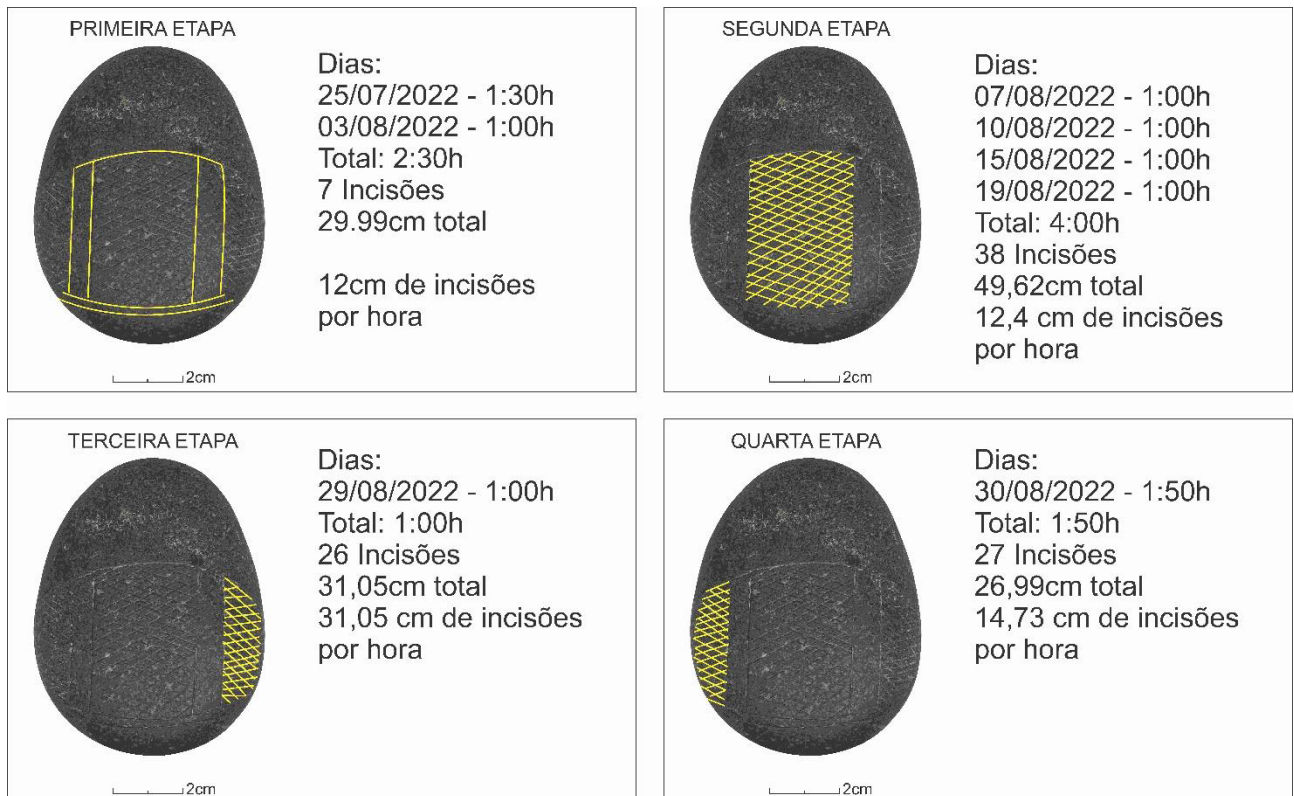 PRIMEIRA ETAPA
Dias:
25/07/2022 - 1:30h
03/08/2022 - 1:00h
Total: 2:30h
7 Incisões
29.99cm total
12cm de incisões
por hora
2cm
SEGUNDA ETAPA
Dias:
07/08/2022 - 1:00h
10/08/2022 - 1:00h
15/08/2022 - 1:00h
19/08/2022 - 1:00h
Total: 4:00h
38 Incisões
49,62cm total
12,4 cm de incisões
por hora
2cm
TERCEIRA ETAPA
Dias:
29/08/2022 - 1:00h
Total: 1:00h
26 Incisões
31,05cm total
31,05 cm de incisões
por hora
2cm
QUARTA ETAPA
Dias:
30/08/2022 - 1:50h
Total: 1:50h
27 Incisões
26,99cm total
14,73 cm de incisões
por hora
2cm